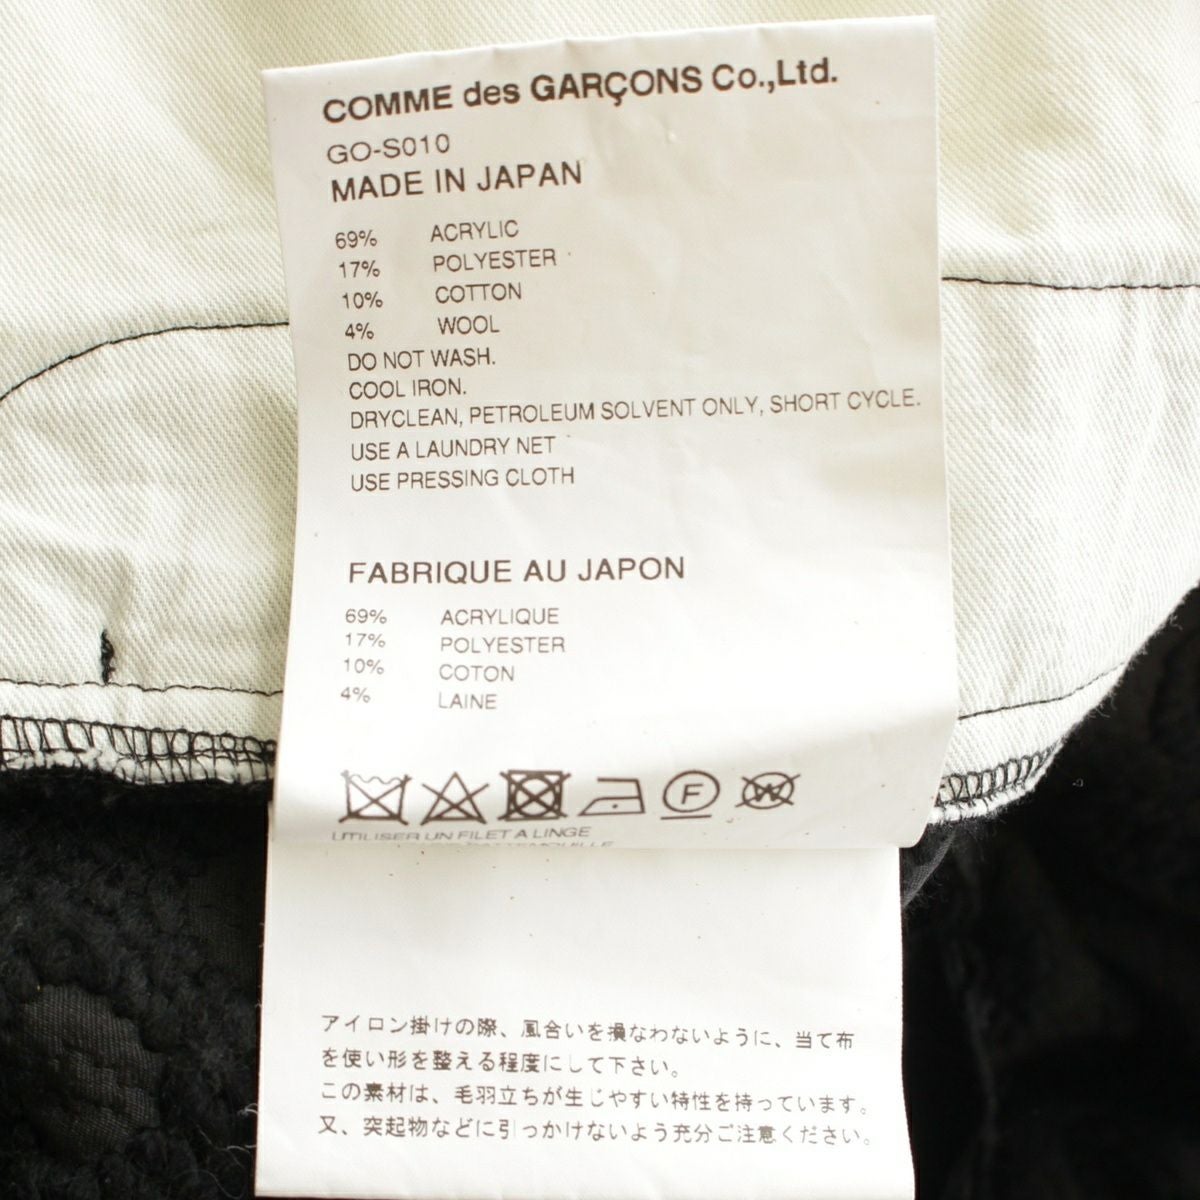 COMME des GARÇONS Co.,Ltd.
GO-S010
MADE IN JAPAN
69% ACRYLIC
17% POLYESTER
10% COTTON
4% WOOL
DO NOT WASH.
COOL IRON.
DRYCLEAN, PETROLEUM SOLVENT ONLY, SHORT CYCLE.
USE A LAUNDRY NET
USE PRESSING CLOTH
FABRIQUE AU JAPON
69% ACRYLIQUE
17% POLYESTER
10% COTON
4% LAINE
F W
UTILISER UN FILET A LINGE
アイロン掛けの際、風合いを損なわないように、当て布
を使い形を整える程度にして下さい。
この素材は、毛羽立ちが生じやすい特性を持っています。
又、突起物などに引っかけないよう充分ご注意ください。